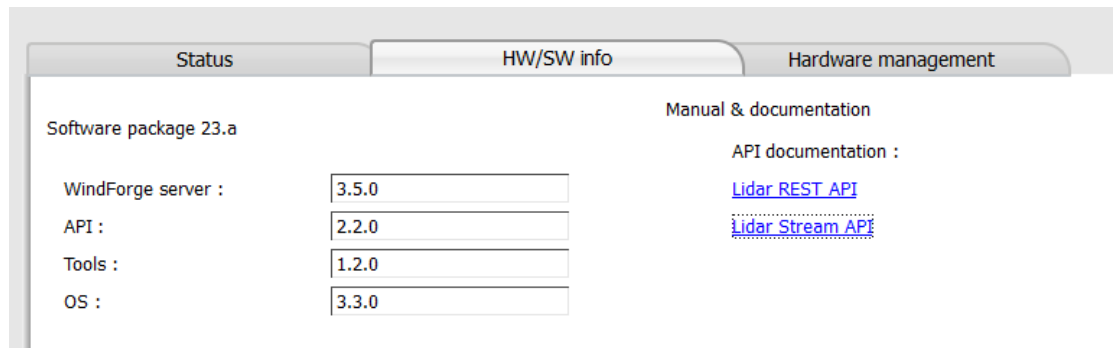 Status
HW/SW info
Hardware management
Software package 23.a
WindForge server :
3.5.0
API :
2.2.0
Tools :
1.2.0
OS :
3.3.0
Manual & documentation
API documentation :
Lidar REST API
Lidar Stream API